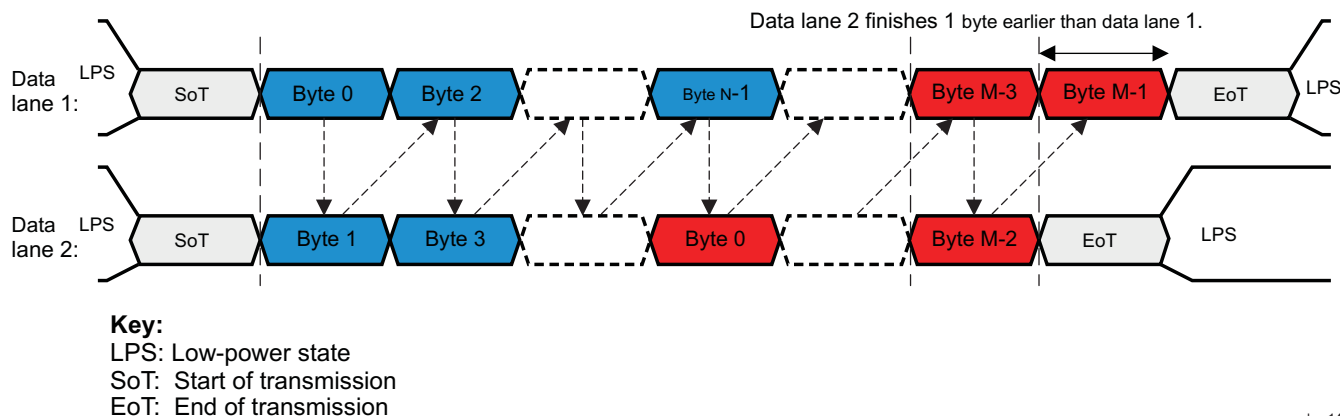 Data lane 2 finishes 1 byte earlier than data lane 1.
Data lane 1: LPS SoT Byte 0 Byte 2 Byte N-1 Byte M-3 Byte M-1 EoT LPS
Data lane 2: LPS SoT Byte 1 Byte 3 Byte 0 Byte M-2 EoT LPS
Key:
LPS: Low-power state
SoT: Start of transmission
EoT: End of transmission